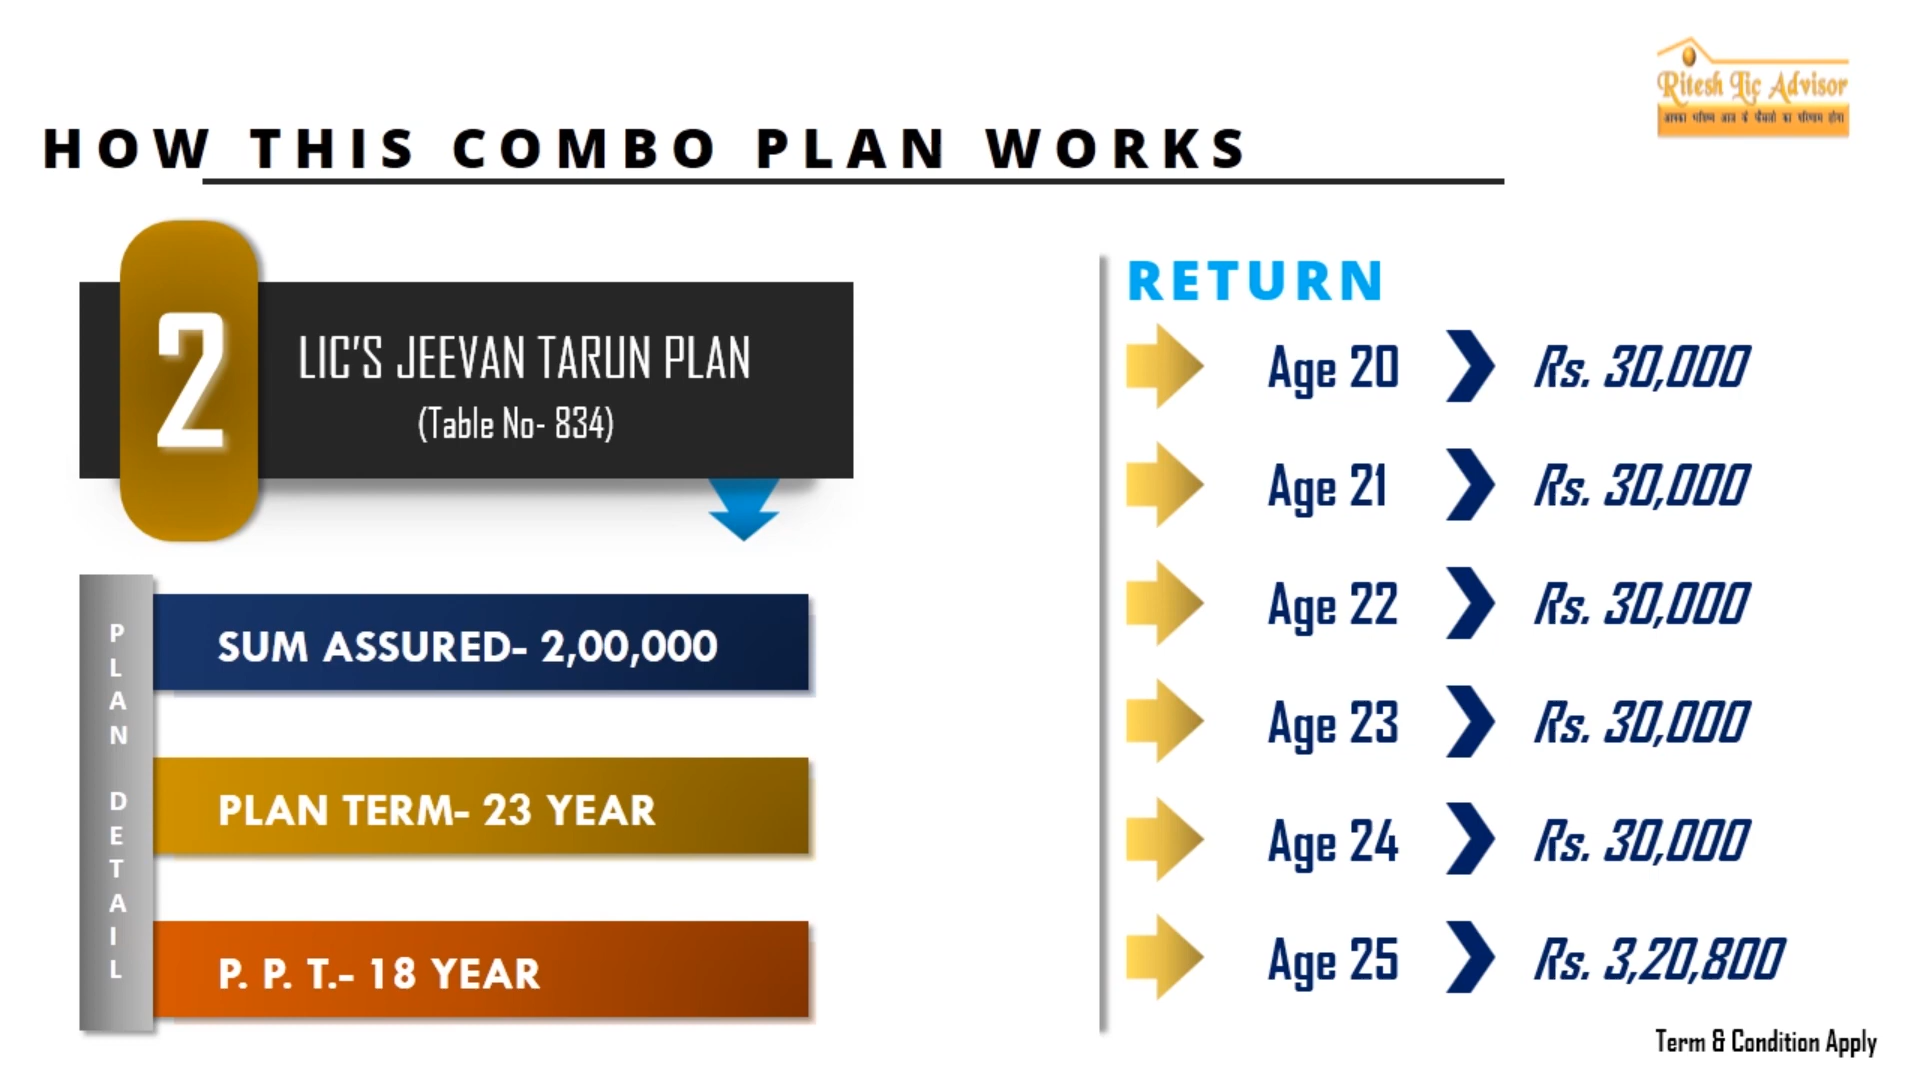 Ritesh Lic Advisor
HOW THIS COMBO PLAN WORKS
2
LIC'S JEEVAN TARUN PLAN
(Table No- 834)
PLAN DETAIL
SUM ASSURED- 2,00,000
PLAN TERM- 23 YEAR
P. P. T.- 18 YEAR
RETURN
Age 20 Rs. 30,000
Age 21 Rs. 30,000
Age 22 Rs. 30,000
Age 23 Rs. 30,000
Age 24 Rs. 30,000
Age 25 Rs. 3,20,800
Term & Condition Apply